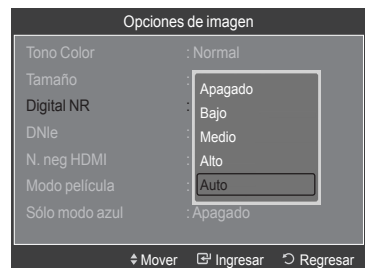 Opciones de imagen
Tono Color : Normal
Tamaño :
Digital NR :
DNIe
N. neg HDMI :
Modo película :
Sólo modo azul : Apagado
Apagado
Bajo
Medio
Alto
Auto
Mover Ingresar Regresar